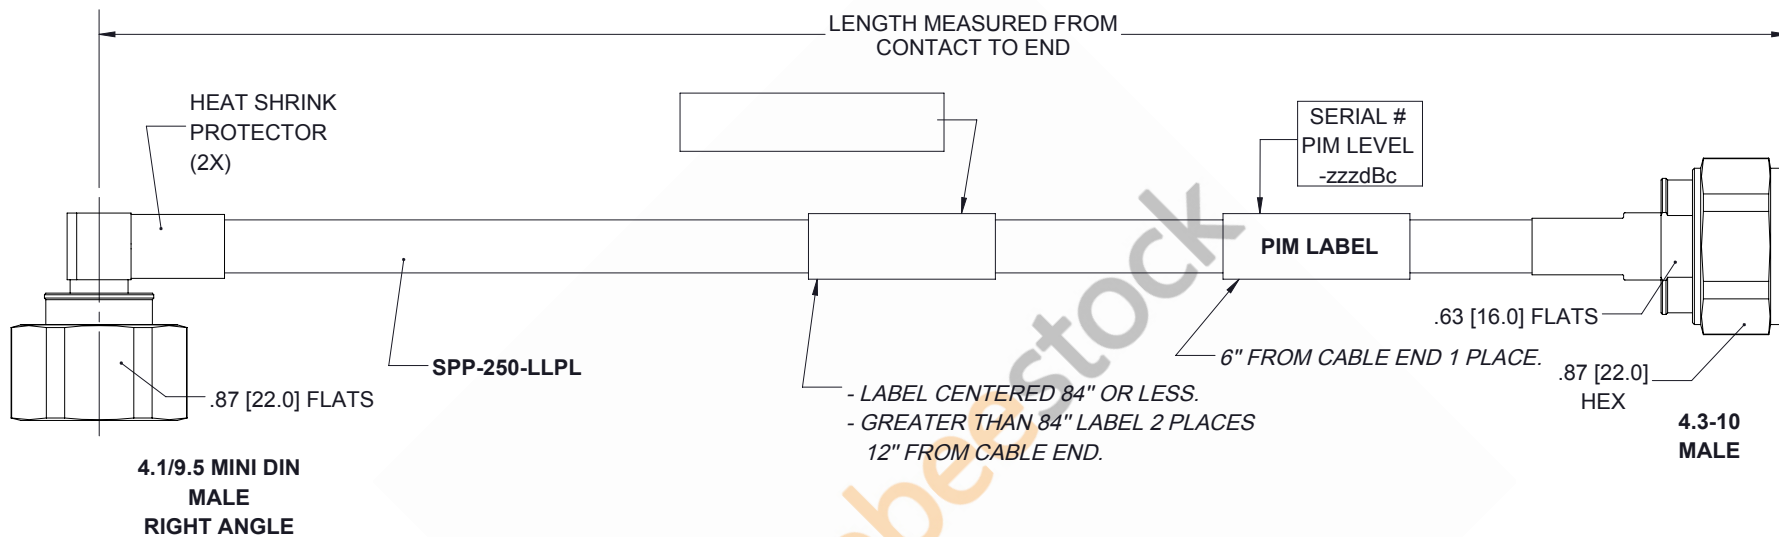 LENGTH MEASURED FROM
CONTACT TO END
HEAT SHRINK
PROTECTOR
(2X)
SERIAL #
PIM LEVEL
-zzzdBc
PIM LABEL
.63 [16.0] FLATS
6" FROM CABLE END 1 PLACE.
SPP-250-LLPL
.87 [22.0]
HEX
.87 [22.0] FLATS
- LABEL CENTERED 84" OR LESS.
- GREATER THAN 84" LABEL 2 PLACES
12" FROM CABLE END.
4.3-10
MALE
4.1/9.5 MINI DIN
MALE
RIGHT ANGLE
beestock